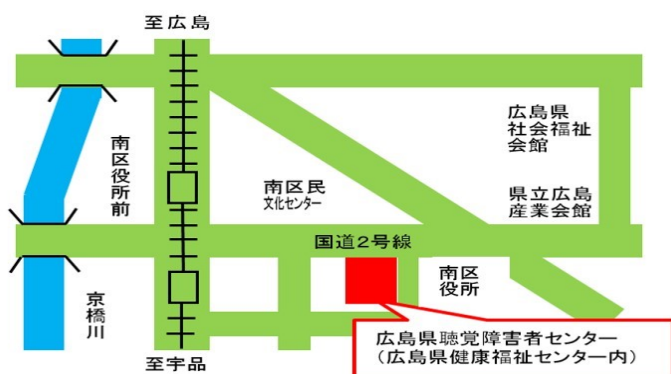 至広島
広島県
社会福祉
会館
南区役所前
南区民
文化センター
県立広島
産業会館
国道2号線
南区
役所
京橋川
広島県聴覚障害者センター
（広島県健康福祉センター内）
至宇品